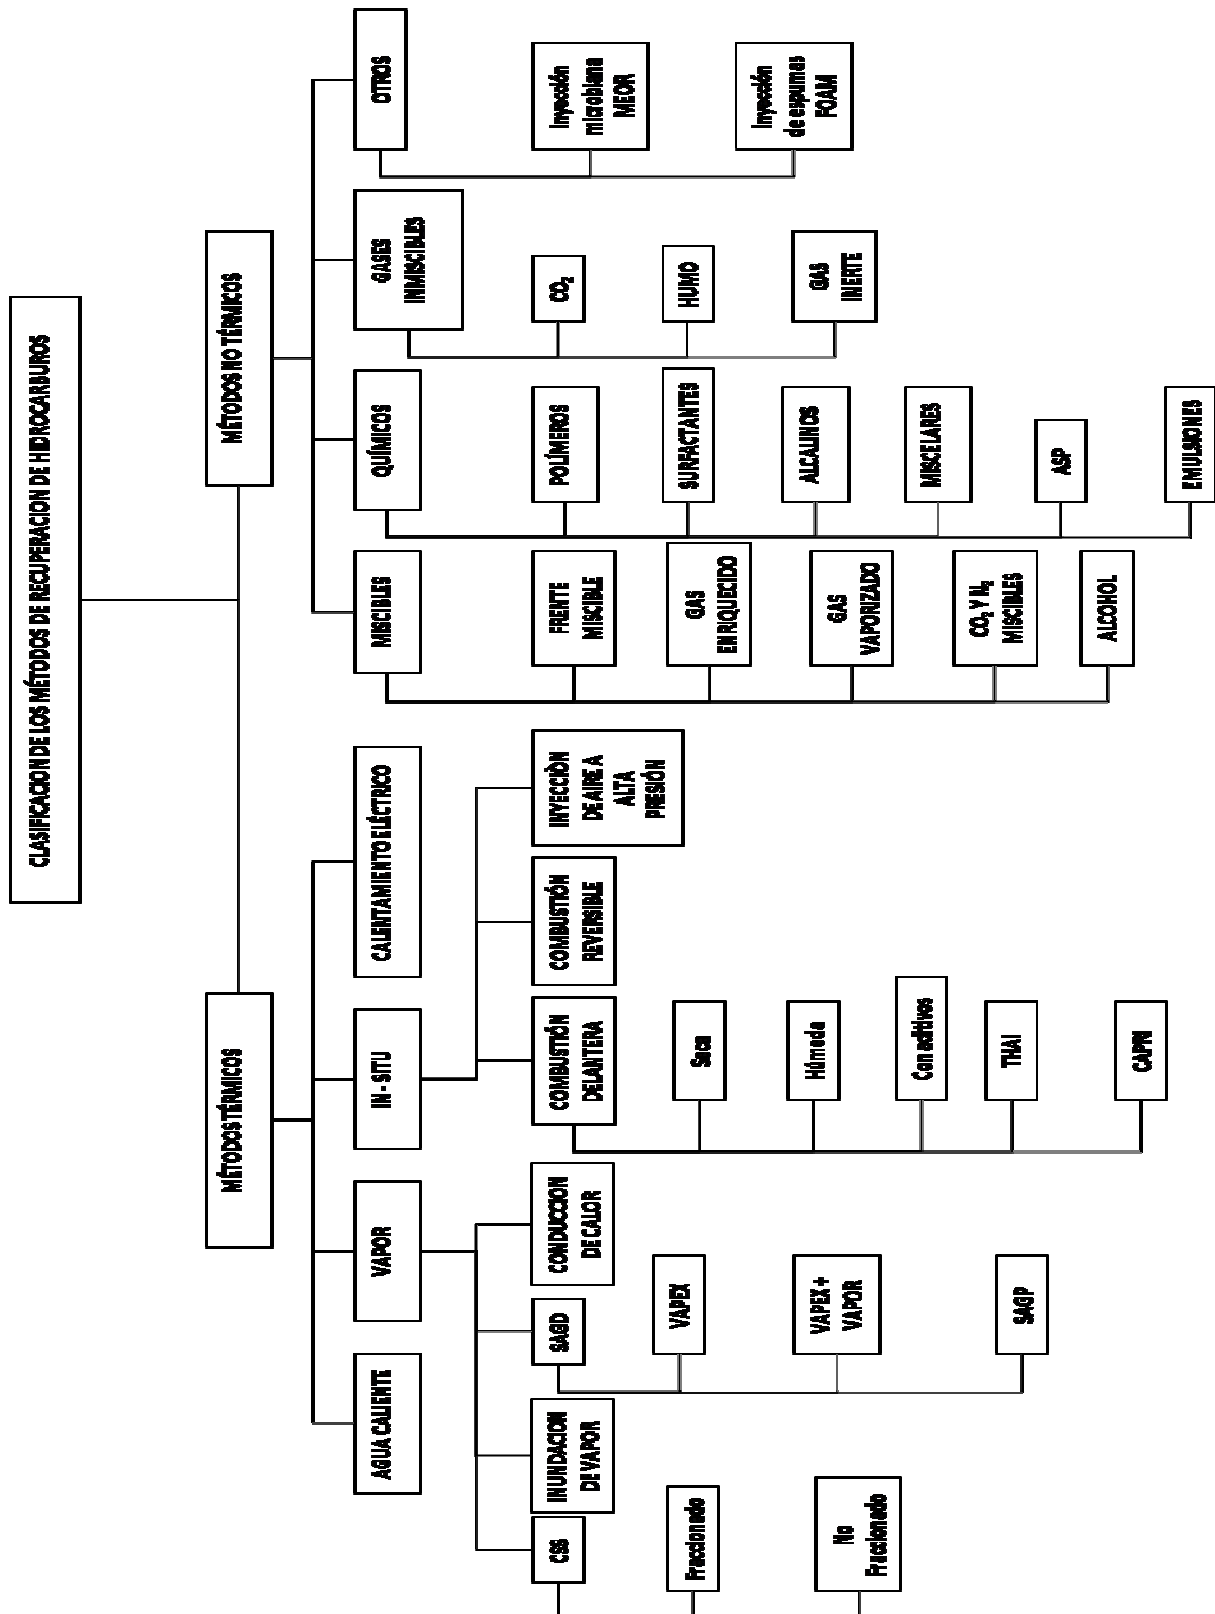 CLASIFICACION DE LOS MÉTODOS DE RECUPERACION DE HIDROCARBUROS
MÉTODOS TÉRMICOS
MÉTODOS NO TÉRMICOS
AGUA CALIENTE
VAPOR
IN - SITU
CALENTAMIENTO ELÉCTRICO
MISCIBLES
QUÍMICOS
GASES
INMISCIBLES
OTROS
CSS
Fraccionado
No
Fraccionado
INUNDACION
DE VAPOR
SAGD
VAPEX
VAPEX +
VAPOR
SAGP
CONDUCCION
DE CALOR
COMBUSTIÓN
DELANTERA
Seca
Húmeda
Con aditivos
THAI
CAPRI
COMBUSTIÓN
REVERSIBLE
INYECCIÒN
DE AIRE A
ALTA
PRESIÓN
FRENTE
MISCIBLE
GAS
ENRIQUECIDO
GAS
VAPORIZADO
CO₂ Y N₂
MISCIBLES
ALCOHOL
POLÍMEROS
SURFACTANTES
ALCALINOS
MISCELARES
ASP
EMULSIONES
CO₂
HUMO
GAS
INERTE
Inyección
microbiana
MEOR
Inyección
de espumas
FOAM